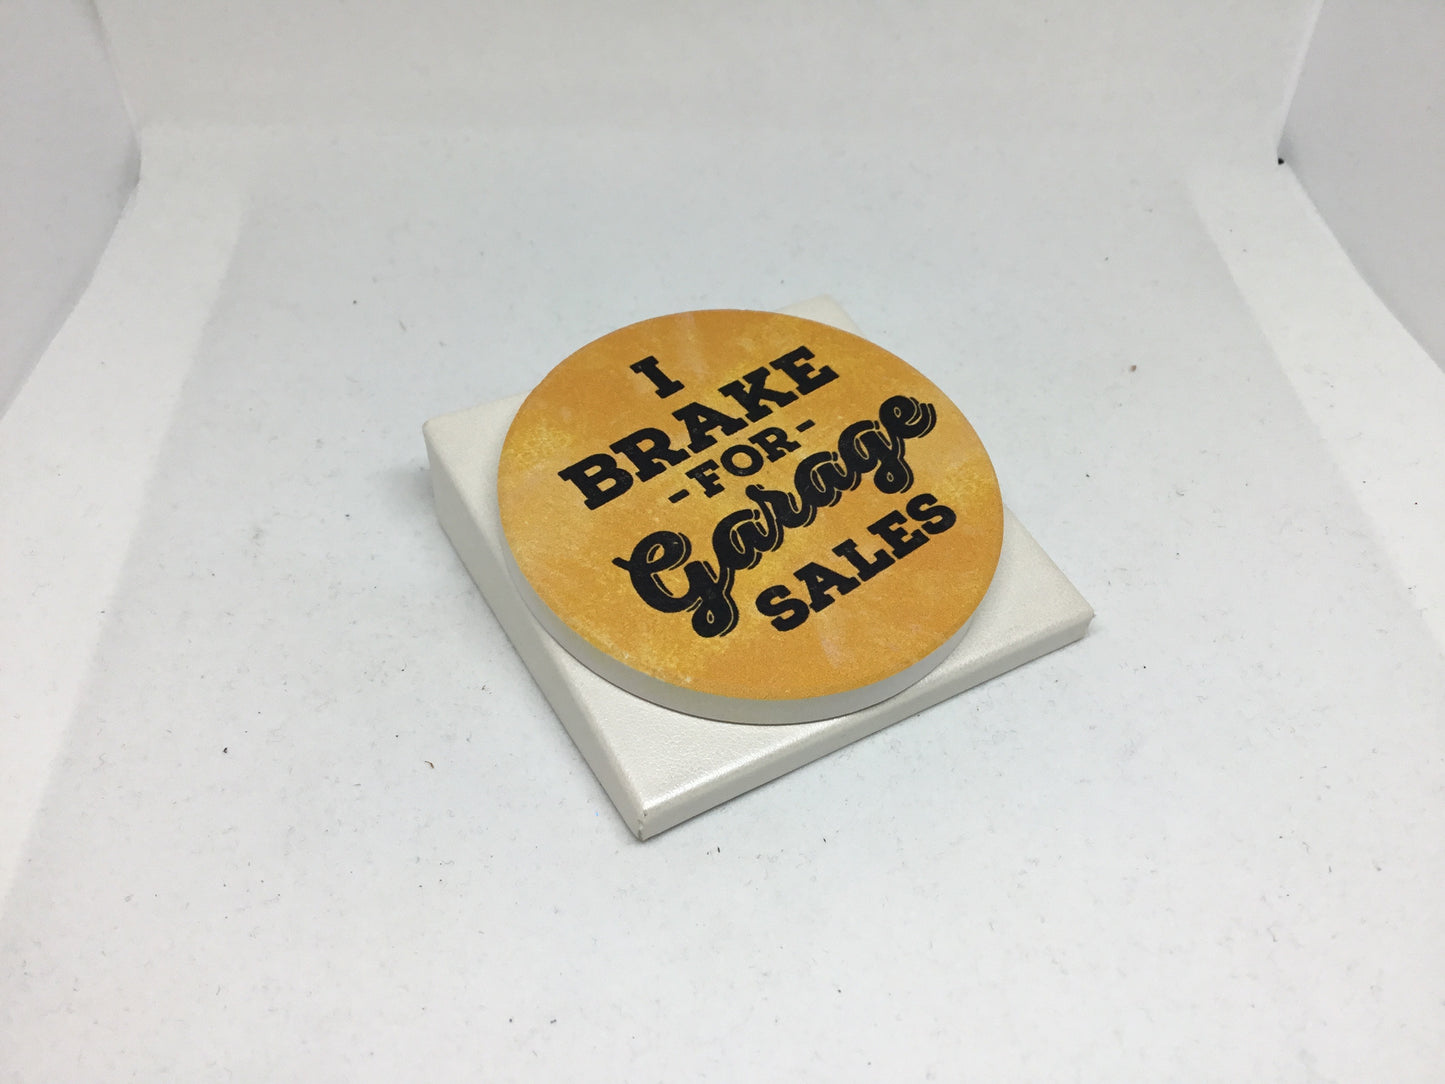 I
BRAKE
-FOR-
Garage
SALES